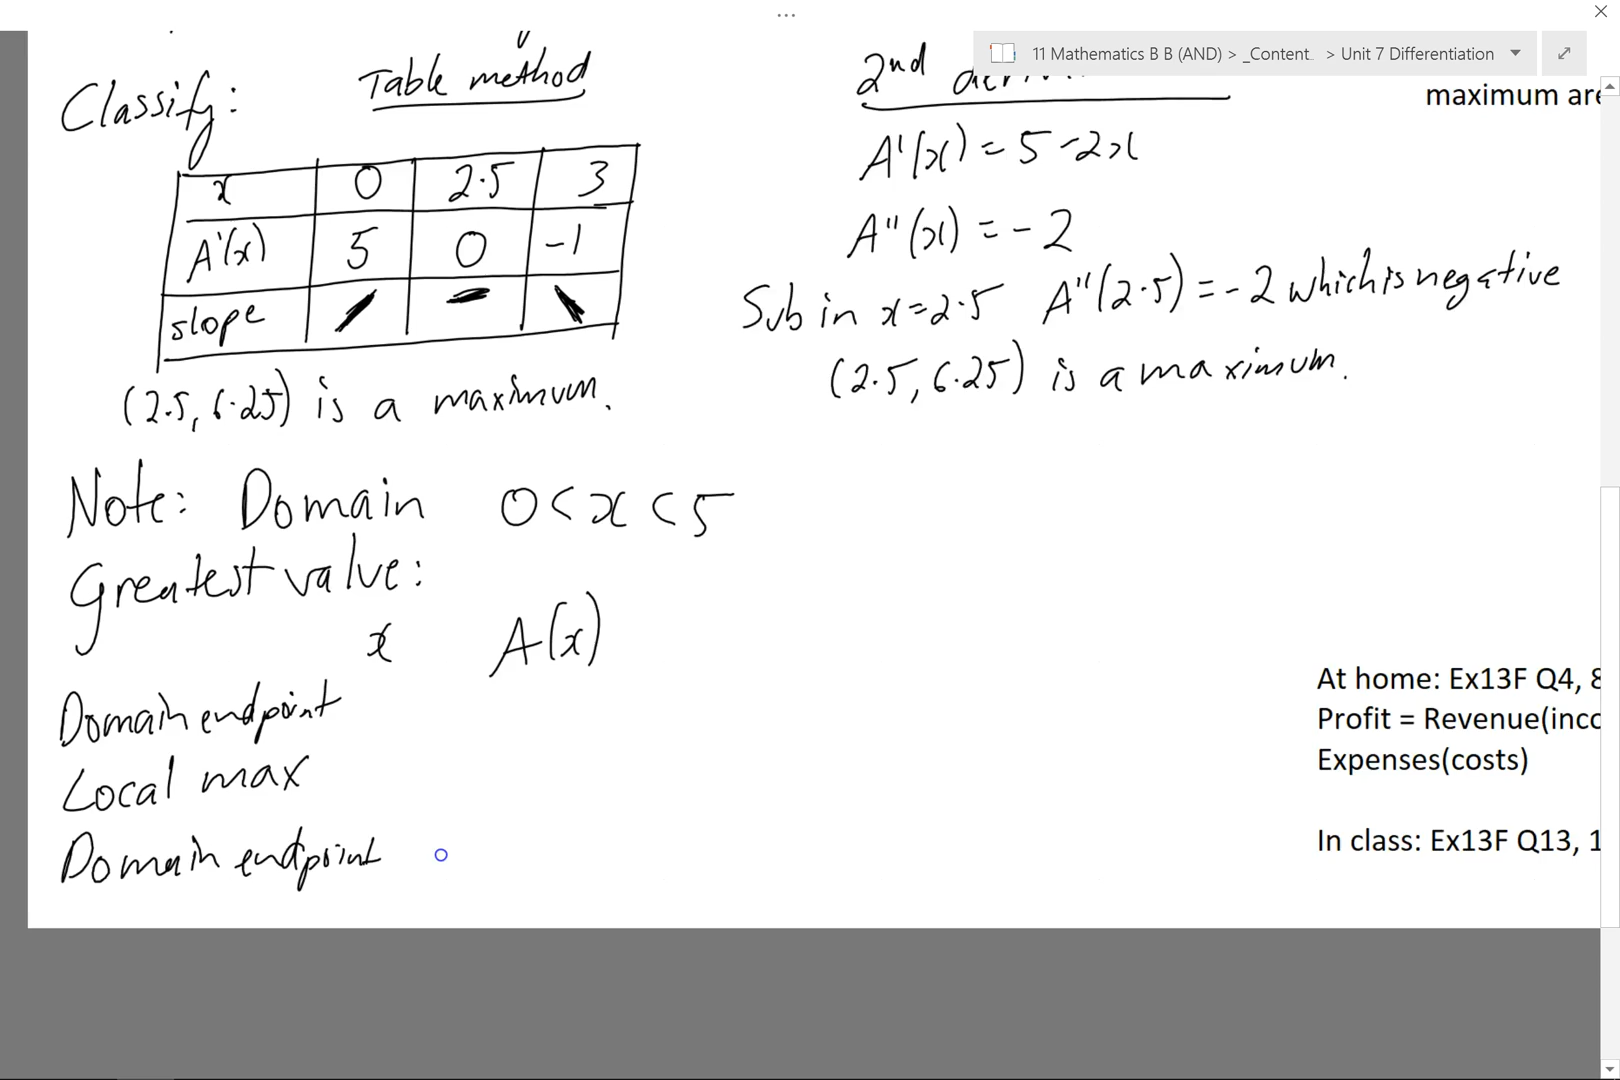 11 Mathematics B B (AND) > _Content... > Unit 7 Differentiation
Classify: Table method
x 0 2.5 3
A'(x) 5 0 -1
slope
(2.5, 6.25) is a maximum.
2nd
A'(x) = 5 - 2x
A''(x) = - 2
Sub in x = 2.5 A''(2.5) = -2 which is negative
(2.5, 6.25) is a maximum.
maximum are
Note: Domain 0 < x < 5
Greatest value:
x A(x)
Domain endpoint
Local max
Domain endpoint
At home: Ex13F Q4, 8
Profit = Revenue(inco
Expenses(costs)
In class: Ex13F Q13, 1